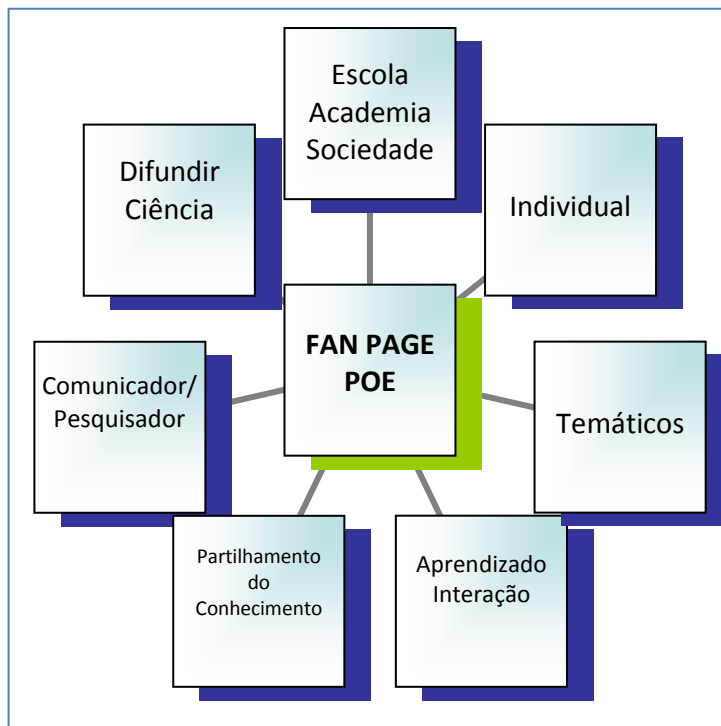 Escola
Academia
Sociedade
Difundir
Ciência
Individual
FAN PAGE
POE
Comunicador/
Pesquisador
Temáticos
Partilhamento
do
Conhecimento
Aprendizado
Interação